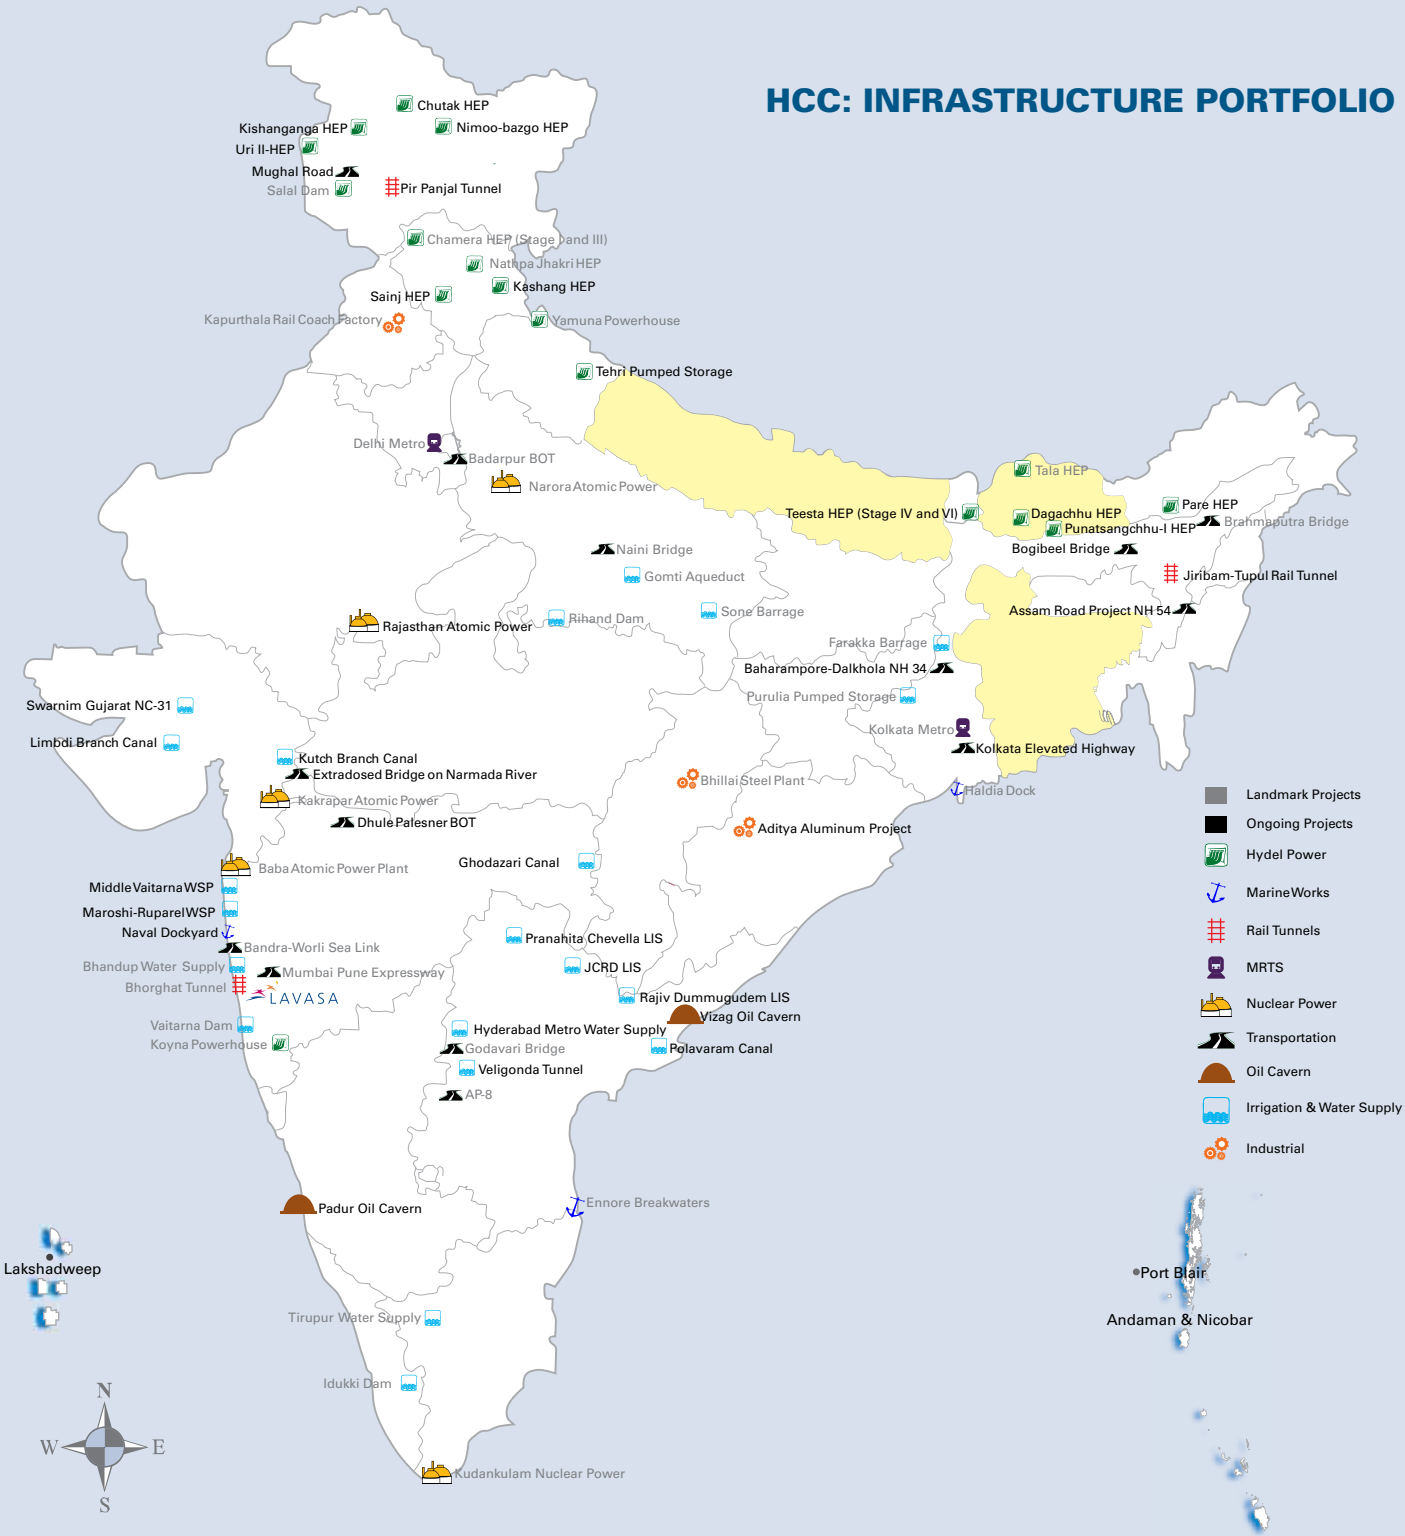 HCC: INFRASTRUCTURE PORTFOLIO
Chutak HEP
Kishanganga HEP
Nimoo-bazgo HEP
Uri II-HEP
Mughal Road
Salal Dam
Pir Panjal Tunnel
Chamera HEP (Stage I and III)
Nathpa Jhakri HEP
Kashang HEP
Sainj HEP
Kapurthala Rail Coach Factory
Yamuna Powerhouse
Tehri Pumped Storage
Delhi Metro
Badarpur BOT
Narora Atomic Power
Tala HEP
Teesta HEP (Stage IV and VI)
Dagachhu HEP
Punatsangchhu-I HEP
Pare HEP
Brahmaputra Bridge
Bogibeel Bridge
Naini Bridge
Gomti Aqueduct
Jiribam-Tupul Rail Tunnel
Rihand Dam
Sone Barrage
Assam Road Project NH 54
Rajasthan Atomic Power
Farakka Barrage
Baharampore-Dalkhola NH 34
Purulia Pumped Storage
Swarnim Gujarat NC-31
Kolkata Metro
Limbdi Branch Canal
Kolkata Elevated Highway
Kutch Branch Canal
Extradosed Bridge on Narmada River
Bhillai Steel Plant
Haldia Dock
Kakrapar Atomic Power
Dhule Palesner BOT
Aditya Aluminum Project
Ghodazari Canal
Baba Atomic Power Plant
Middle Vaitarna WSP
Maroshi-Ruparel WSP
Naval Dockyard
Pranahita Chevella LIS
Bandra-Worli Sea Link
Bhandup Water Supply
JCRD LIS
Mumbai Pune Expressway
Bhorghat Tunnel
LAVASA
Rajiv Dummugudem LIS
Vizag Oil Cavern
Vaitarna Dam
Hyderabad Metro Water Supply
Koyna Powerhouse
Godavari Bridge
Polavaram Canal
Veligonda Tunnel
AP-8
Padur Oil Cavern
Ennore Breakwaters
Tirupur Water Supply
Idukki Dam
Kudankulam Nuclear Power
Landmark Projects
Ongoing Projects
Hydel Power
Marine Works
Rail Tunnels
MRTS
Nuclear Power
Transportation
Oil Cavern
Irrigation & Water Supply
Industrial
Lakshadweep
Port Blair
Andaman & Nicobar
N
W
E
S